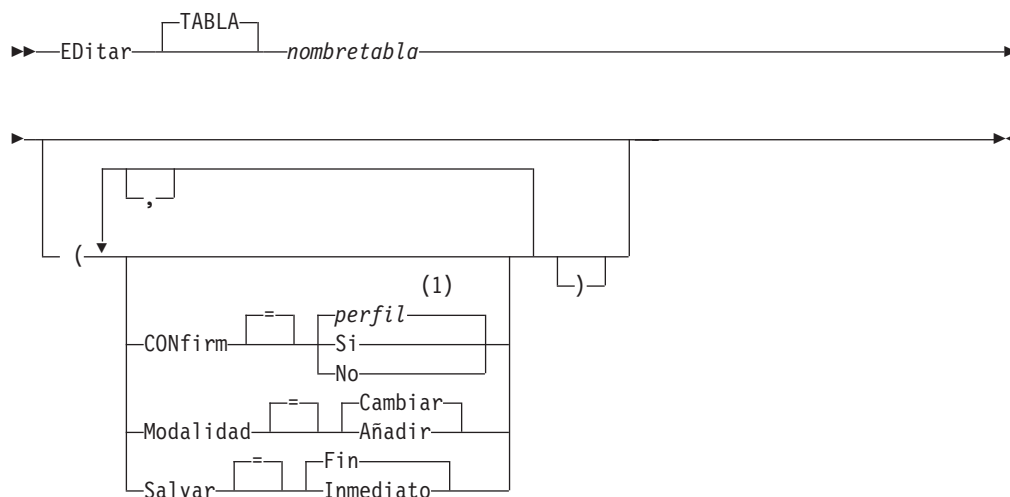 TABLA
EDitar nombretabla
,
(
)
(1)
=
perfil
CONfirm Si
No
= Cambiar
Modalidad Añadir
= Fin
Salvar Inmediato